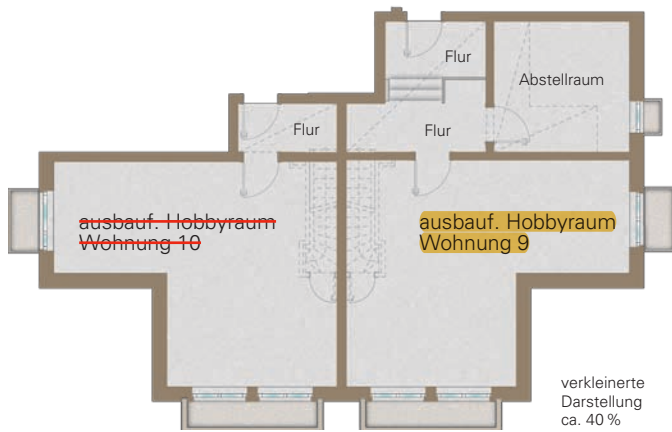 Flur
Abstellraum
Flur
Flur
ausbauf. Hobbyraum
Wohnung 10
ausbauf. Hobbyraum
Wohnung 9
verkleinerte
Darstellung
ca. 40 %